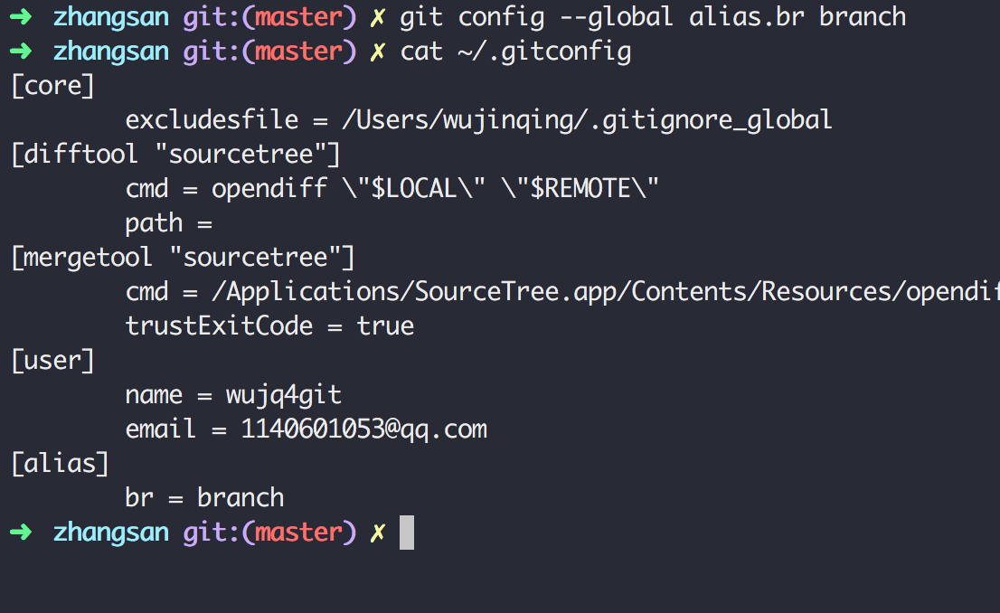 ➜  zhangsan git:(master) ✗ git config --global alias.br branch
➜  zhangsan git:(master) ✗ cat ~/.gitconfig
[core]
        excludesfile = /Users/wujinqing/.gitignore_global
[difftool "sourcetree"]
        cmd = opendiff \"$LOCAL\" \"$REMOTE\"
        path =
[mergetool "sourcetree"]
        cmd = /Applications/SourceTree.app/Contents/Resources/opendif
        trustExitCode = true
[user]
        name = wujq4git
        email = 1140601053@qq.com
[alias]
        br = branch
➜  zhangsan git:(master) ✗